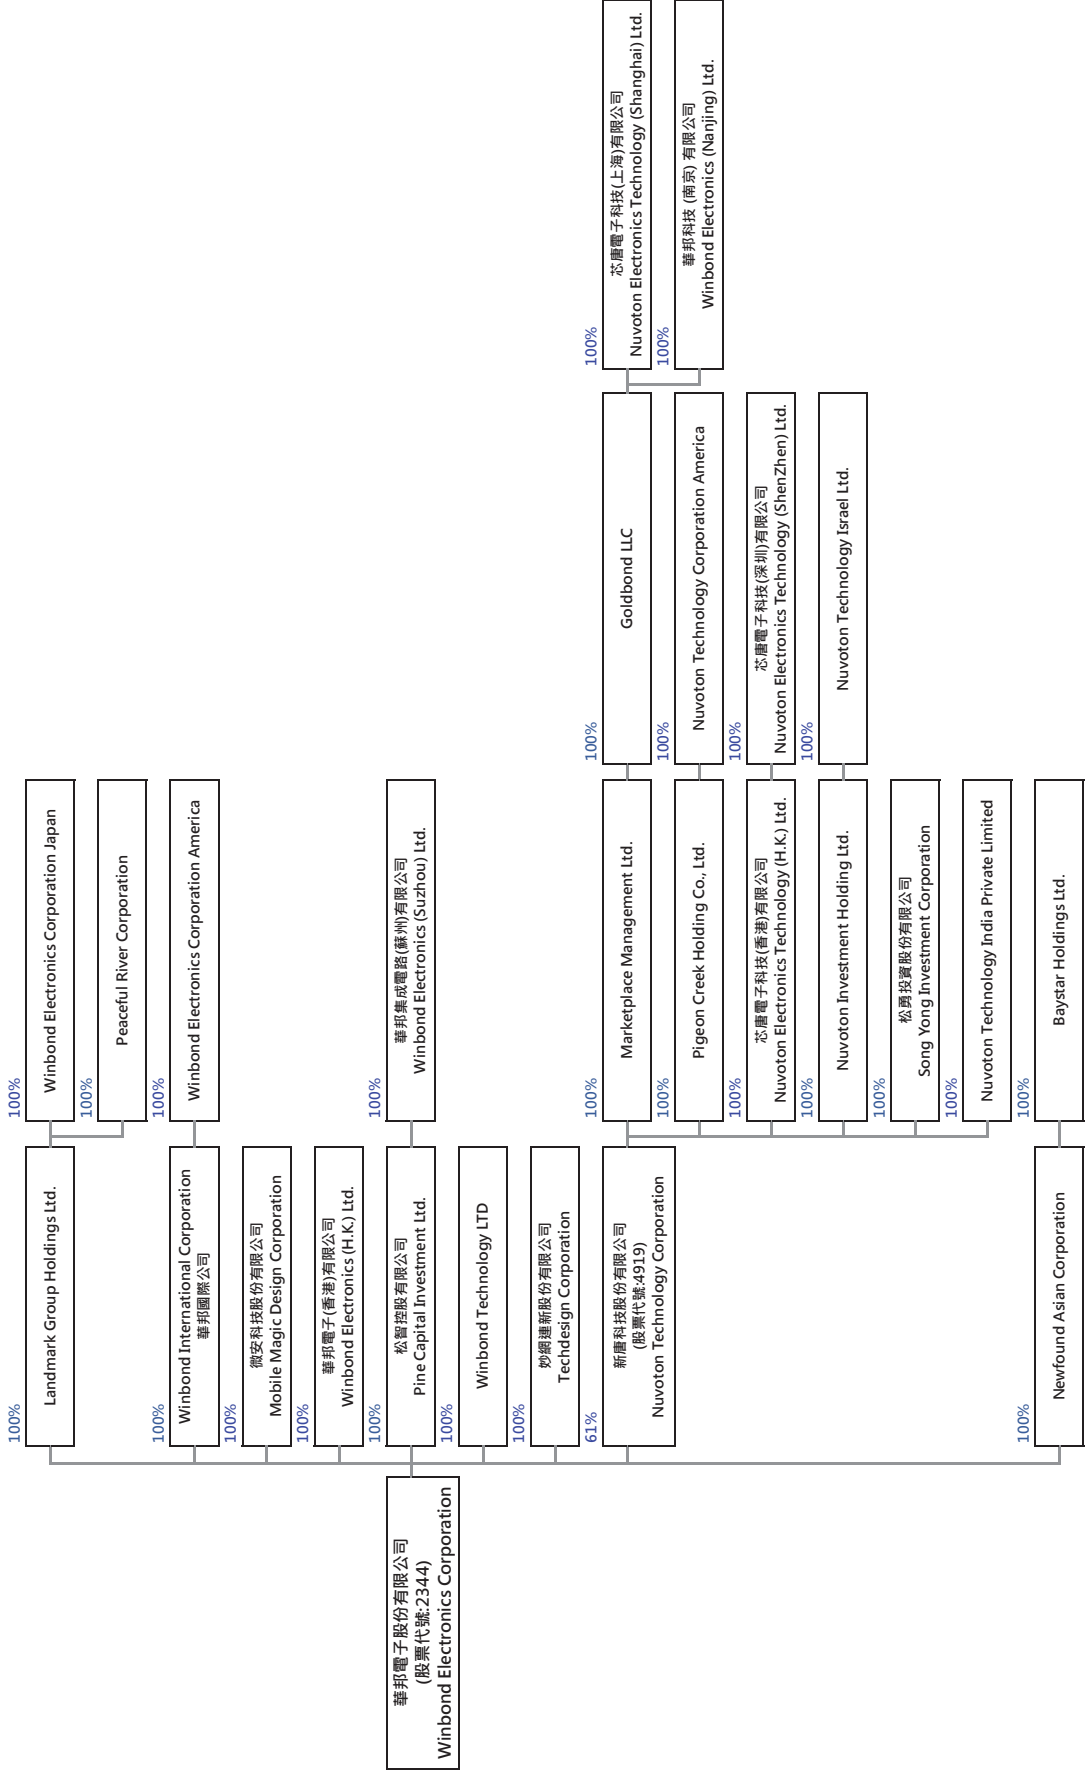 華邦電子股份有限公司
(股票代號:2344)
Winbond Electronics Corporation
100%
Landmark Group Holdings Ltd.
100%
Winbond Electronics Corporation Japan
100%
Peaceful River Corporation
100%
Winbond International Corporation
華邦國際公司
100%
Winbond Electronics Corporation America
100%
微安科技股份有限公司
Mobile Magic Design Corporation
100%
華邦電子(香港)有限公司
Winbond Electronics (H.K.) Ltd.
100%
松智控股有限公司
Pine Capital Investment Ltd.
100%
華邦集成電路(蘇州)有限公司
Winbond Electronics (Suzhou) Ltd.
100%
Winbond Technology LTD
100%
妙網連新股份有限公司
Techdesign Corporation
61%
新唐科技股份有限公司
(股票代號:4919)
Nuvoton Technology Corporation
100%
Marketplace Management Ltd.
100%
Goldbond LLC
100%
芯唐電子科技(上海)有限公司
Nuvoton Electronics Technology (Shanghai) Ltd.
100%
華邦科技 (南京) 有限公司
Winbond Electronics (Nanjing) Ltd.
100%
Pigeon Creek Holding Co., Ltd.
100%
Nuvoton Technology Corporation America
100%
芯唐電子科技(香港)有限公司
Nuvoton Electronics Technology (H.K.) Ltd.
100%
芯唐電子科技(深圳)有限公司
Nuvoton Electronics Technology (ShenZhen) Ltd.
100%
Nuvoton Investment Holding Ltd.
100%
Nuvoton Technology Israel Ltd.
100%
松勇投資股份有限公司
Song Yong Investment Corporation
100%
Nuvoton Technology India Private Limited
100%
Newfound Asian Corporation
100%
Baystar Holdings Ltd.